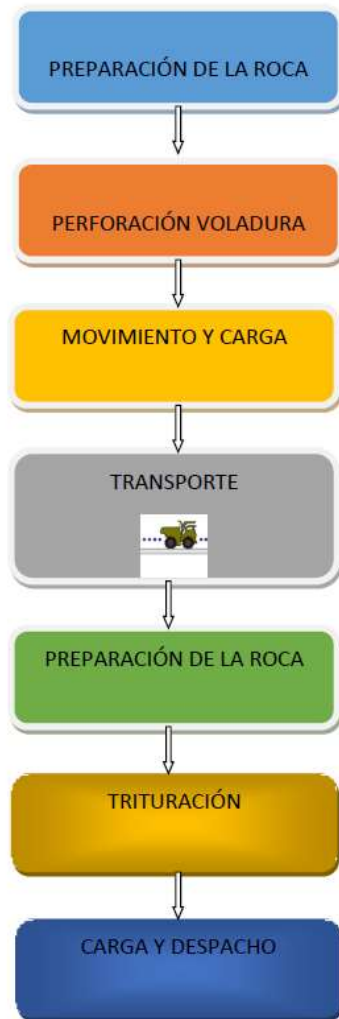 PREPARACIÓN DE LA ROCA
PERFORACIÓN VOLADURA
MOVIMIENTO Y CARGA
TRANSPORTE
PREPARACIÓN DE LA ROCA
TRITURACIÓN
CARGA Y DESPACHO